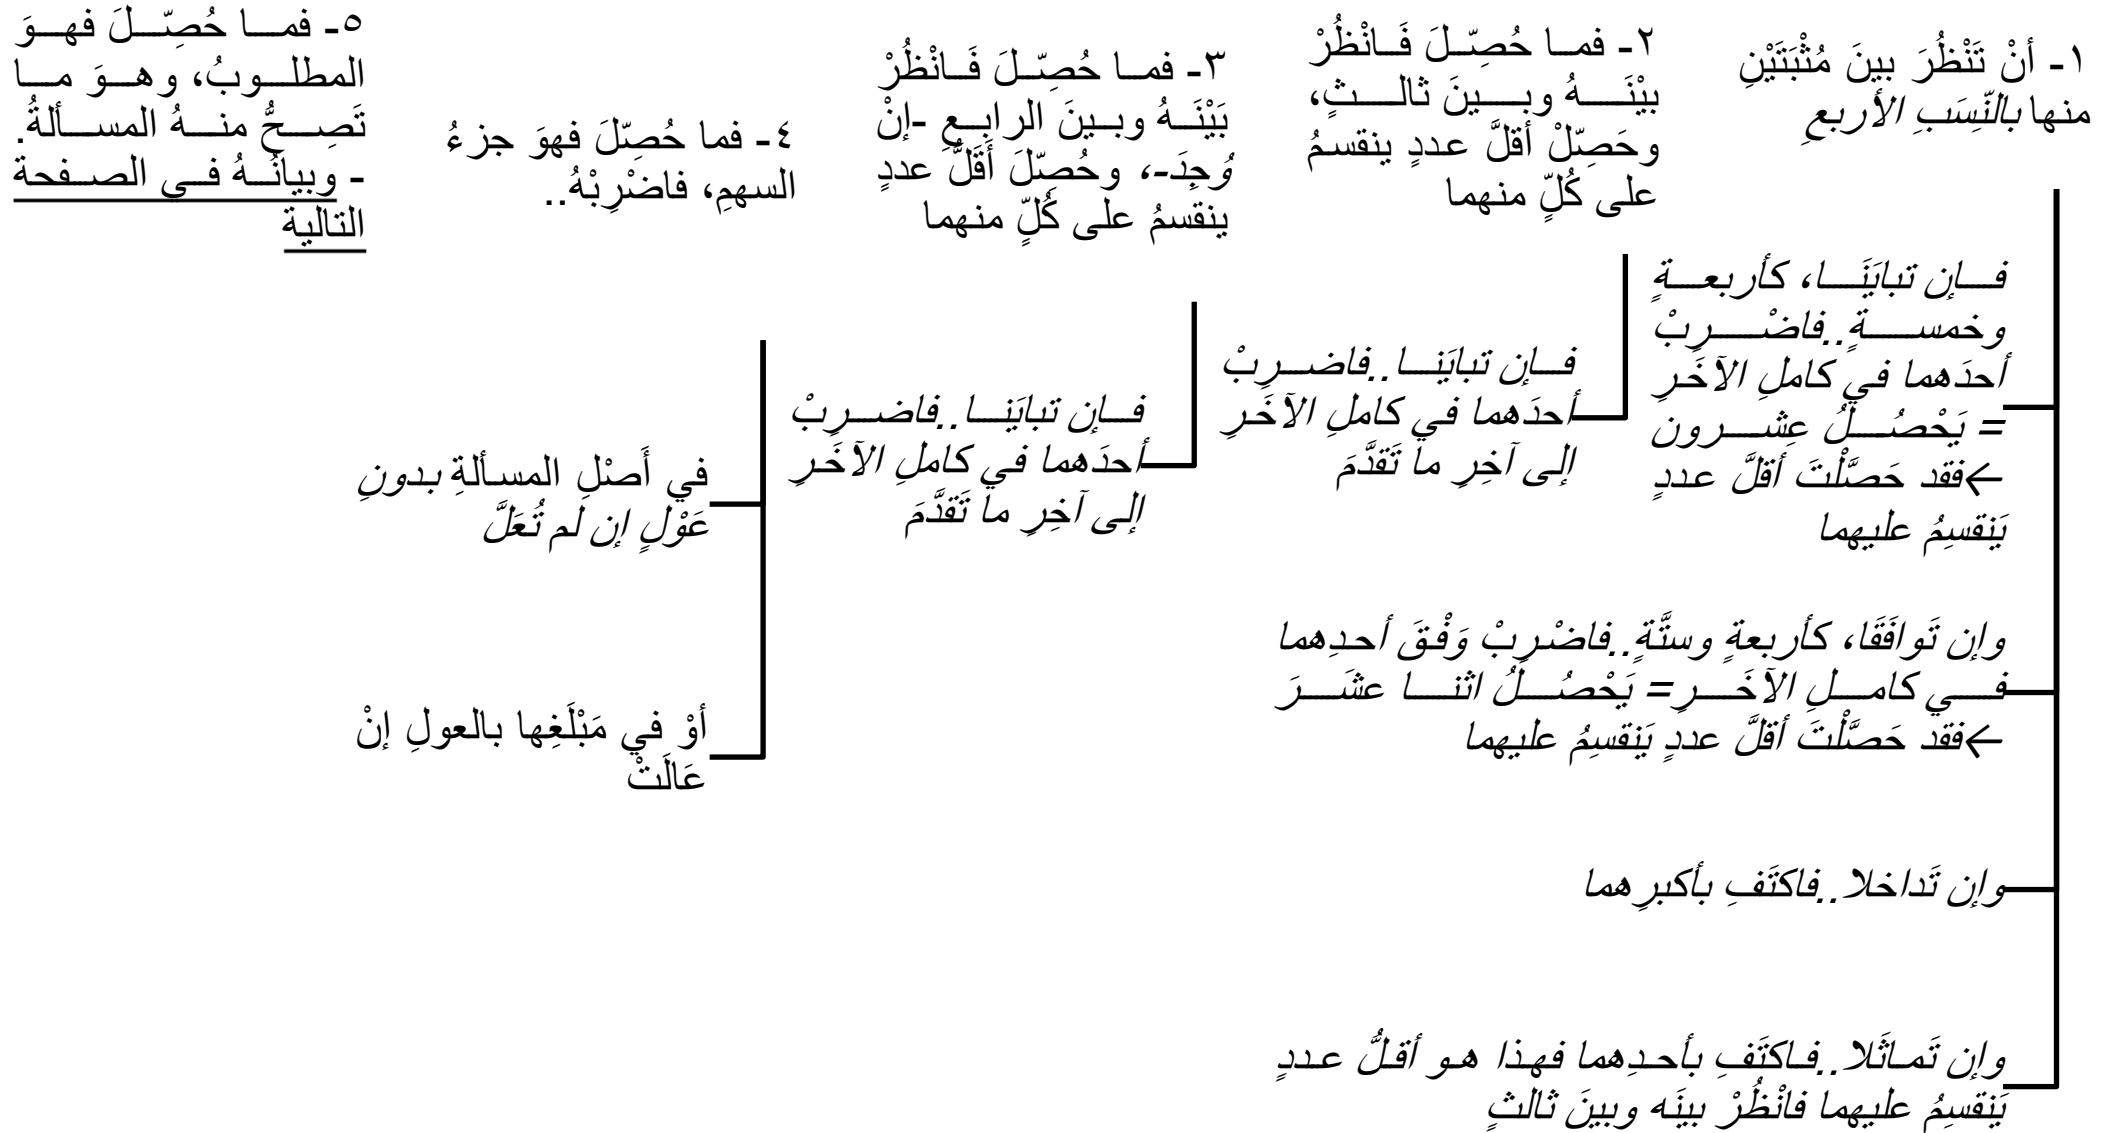 ١- أنْ تَنْظُرَ بينَ مُثْبَتَيْنِ
منها بالنِّسَبِ الأربعِ
فإن تبايَنَا، كأربعةٍ
وخمسةٍ..فاضْرِبْ
أحدَهما في كاملِ الآخَرِ
= يَحْصُلُ عِشرون
←فقد حَصَّلْتَ أقلَّ عددٍ
يَنقسِمُ عليهما
وإن تَوافَقَا، كأربعةٍ وستَّةٍ..فاضْرِبْ وَفْقَ أحدِهما
في كاملِ الآخَرِ= يَحْصُلُ اثنا عشَرَ
←فقد حَصَّلْتَ أقلَّ عددٍ يَنقسِمُ عليهما
وإن تَداخلا..فاكتَفِ بأكبرِهما
وإن تَماثَلا..فاكتَفِ بأحدِهما فهذا هو أقلُّ عددٍ
يَنقسِمُ عليهما فانْظُرْ بينَه وبينَ ثالثٍ
٢- فما حُصِّلَ فَانْظُرْ
بيْنَهُ وبينَ ثالثٍ،
وحَصِّلْ أقلَّ عددٍ ينقسمُ
على كُلٍّ منهما
فإن تبايَنا..فاضرِبْ
أحدَهما في كاملِ الآخَرِ
إلى آخِرِ ما تَقدَّمَ
٣- فما حُصِّلَ فَانْظُرْ
بَيْنَهُ وبينَ الرابعِ -إنْ
وُجِدَ-، وحُصِّلَ أقَلُّ عددٍ
ينقسمُ على كُلٍّ منهما
فإن تبايَنا..فاضرِبْ
أحدَهما في كاملِ الآخَرِ
إلى آخِرِ ما تَقدَّمَ
٤- فما حُصِّلَ فهوَ جزءُ
السهمِ، فاضْرِبْهُ..
في أَصْلِ المسألةِ بدونِ
عَوْلٍ إن لم تُعَلَّ
أوْ في مَبْلَغِها بالعولِ إنْ
عَالَتْ
٥- فما حُصِّلَ فهوَ
المطلوبُ، وهوَ ما
تَصِحُّ منهُ المسألةُ.
- وبيانُهُ في الصفحة
التالية